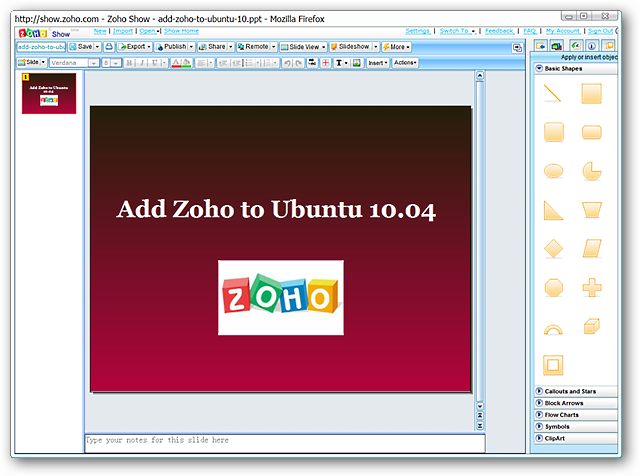 http://show.zoho.com - Zoho Show - add-zoho-to-ubuntu-10.ppt - Mozilla Firefox
ZOHO Show New | Import | Open | Show Home Settings | Switch To | Feedback | FAQ | My Account | Sign Out
add-zoho-to-ubu Save Export Publish Share Remote Slide View Slideshow More
Slide Verdana 8 B I U A T Insert Actions
Apply or insert objec
Basic Shapes
1
Add Zoho to Ubuntu
10.04
ZOHO
Add Zoho to Ubuntu 10.04
ZOHO
Callouts and Stars
Block Arrows
Flow Charts
Symbols
ClipArt
Type your notes for this slide here